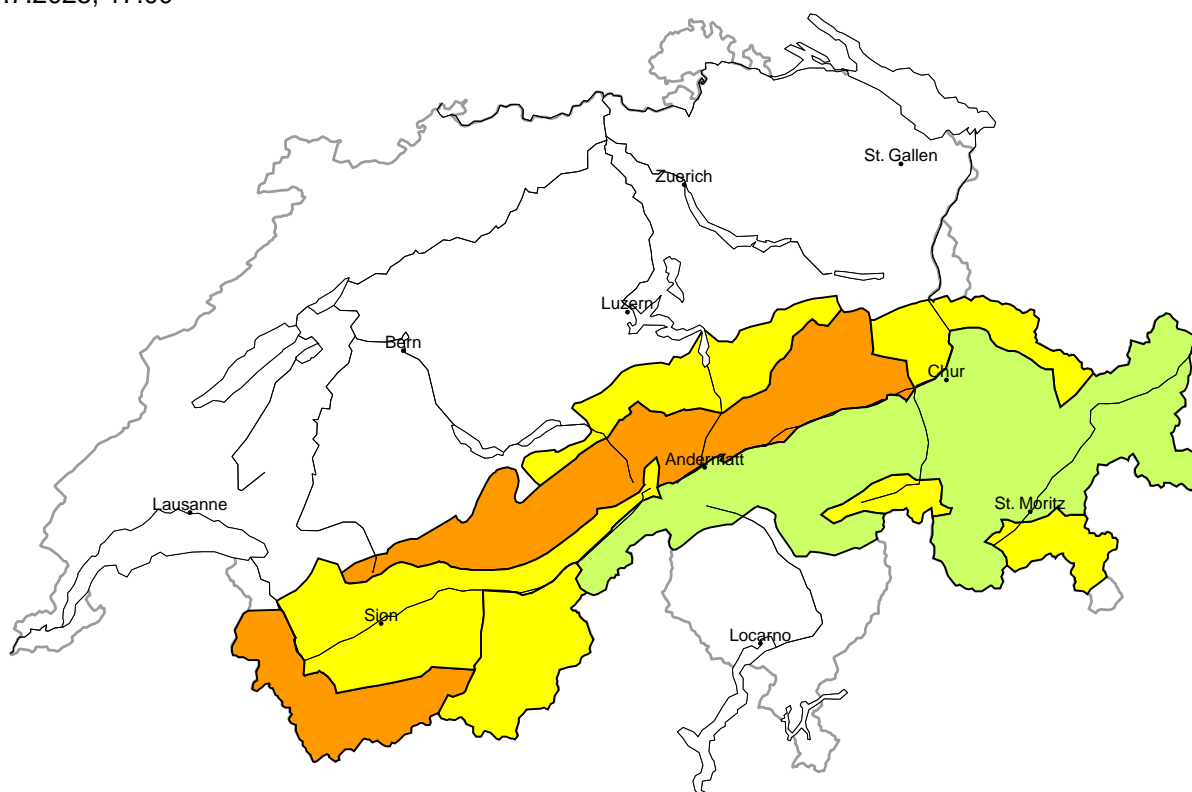 St. Gallen
Zuerich
Luzern
Bern
Chur
Andermatt
Lausanne
St. Moritz
Sion
Locarno